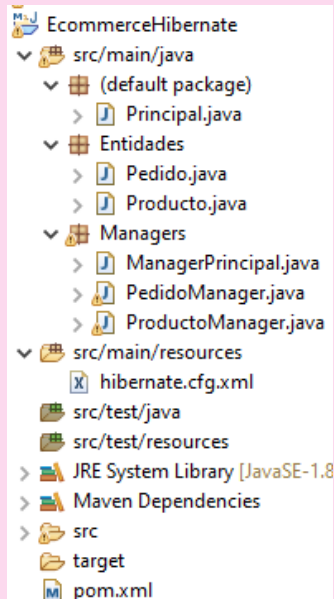 EcommerceHibernate
src/main/java
(default package)
Principal.java
Entidades
Pedido.java
Producto.java
Managers
ManagerPrincipal.java
PedidoManager.java
ProductoManager.java
src/main/resources
hibernate.cfg.xml
src/test/java
src/test/resources
JRE System Library [JavaSE-1.8
Maven Dependencies
src
target
pom.xml